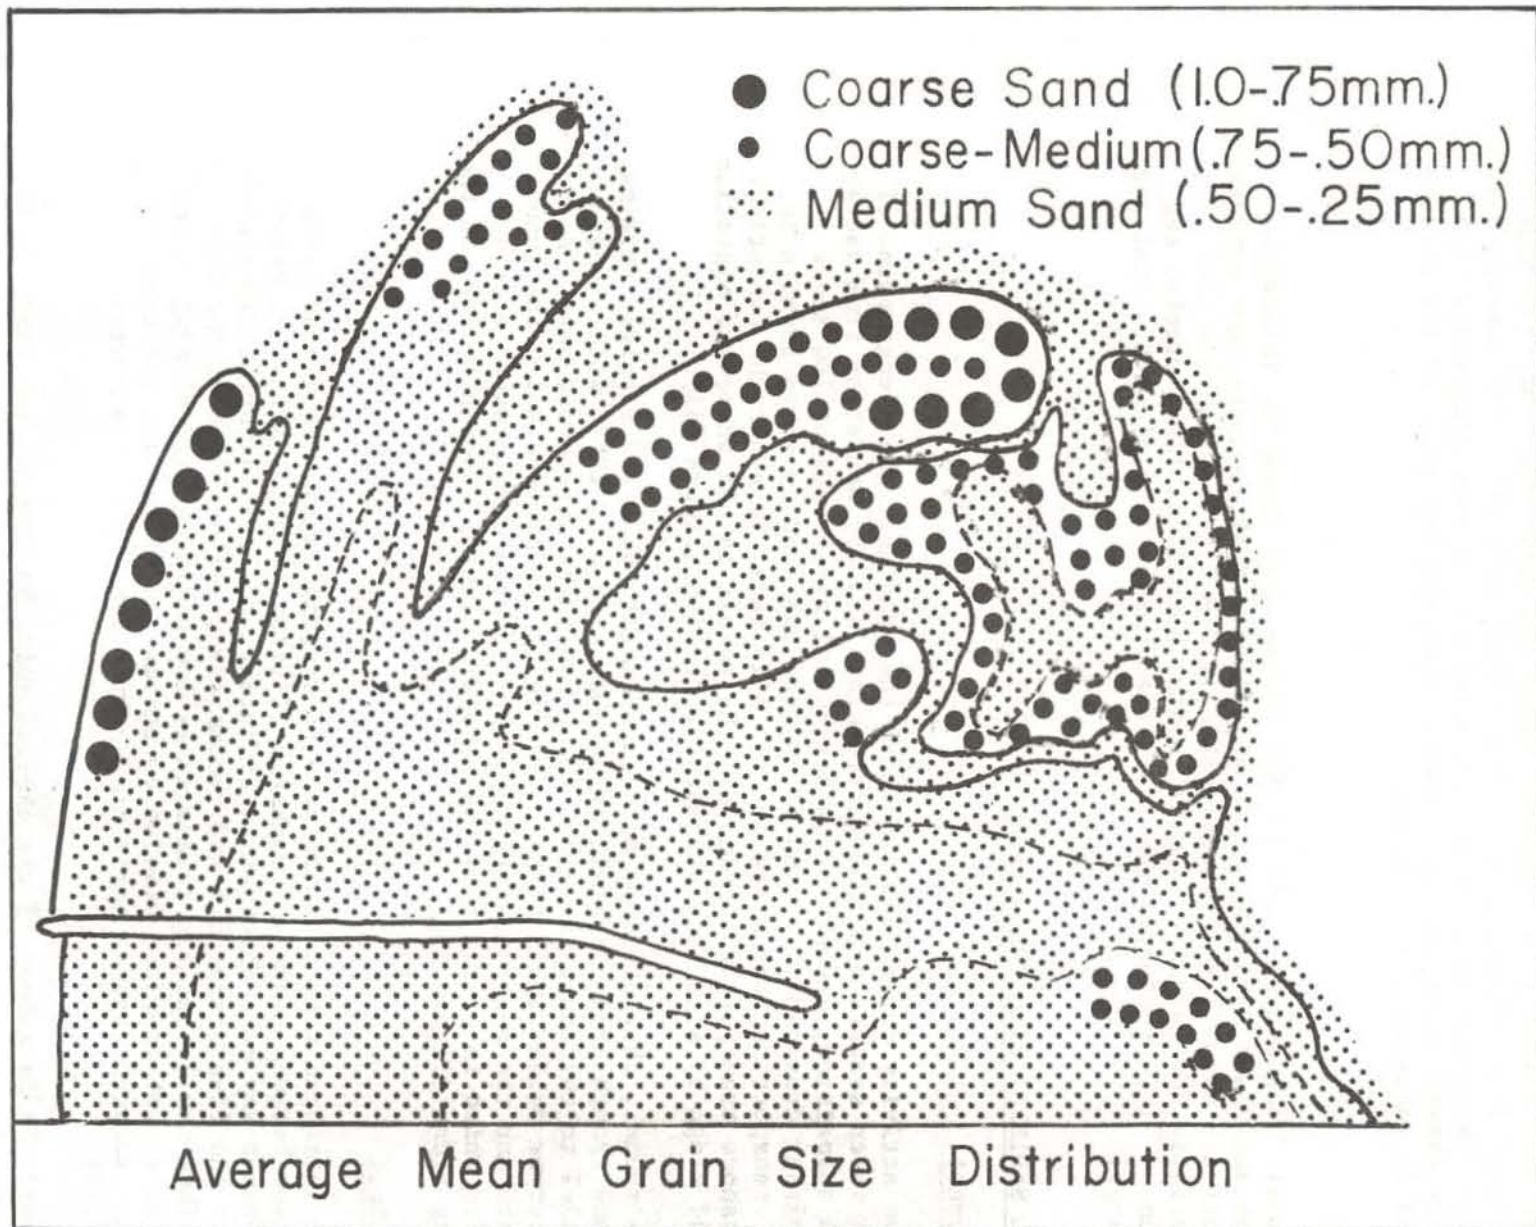 Coarse Sand (1.0-.75mm.)
Coarse-Medium (.75-.50mm.)
Medium Sand (.50-.25mm.)
Average Mean Grain Size Distribution